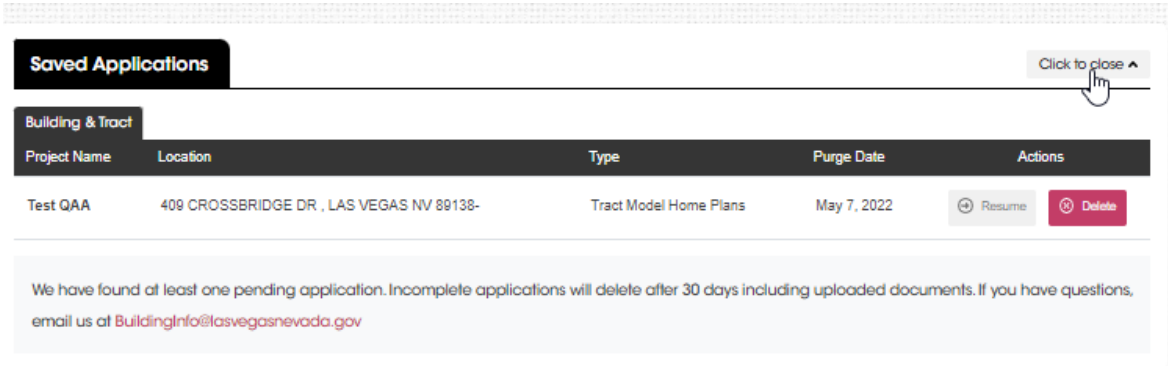 Saved Applications
Click to close
Building & Tract
Project Name Location Type Purge Date Actions
Test QAA 409 CROSSBRIDGE DR , LAS VEGAS NV 89138- Tract Model Home Plans May 7, 2022 Resume Delete
We have found at least one pending application. Incomplete applications will delete after 30 days including uploaded documents. If you have questions,
email us at BuildingInfo@lasvegasnevada.gov